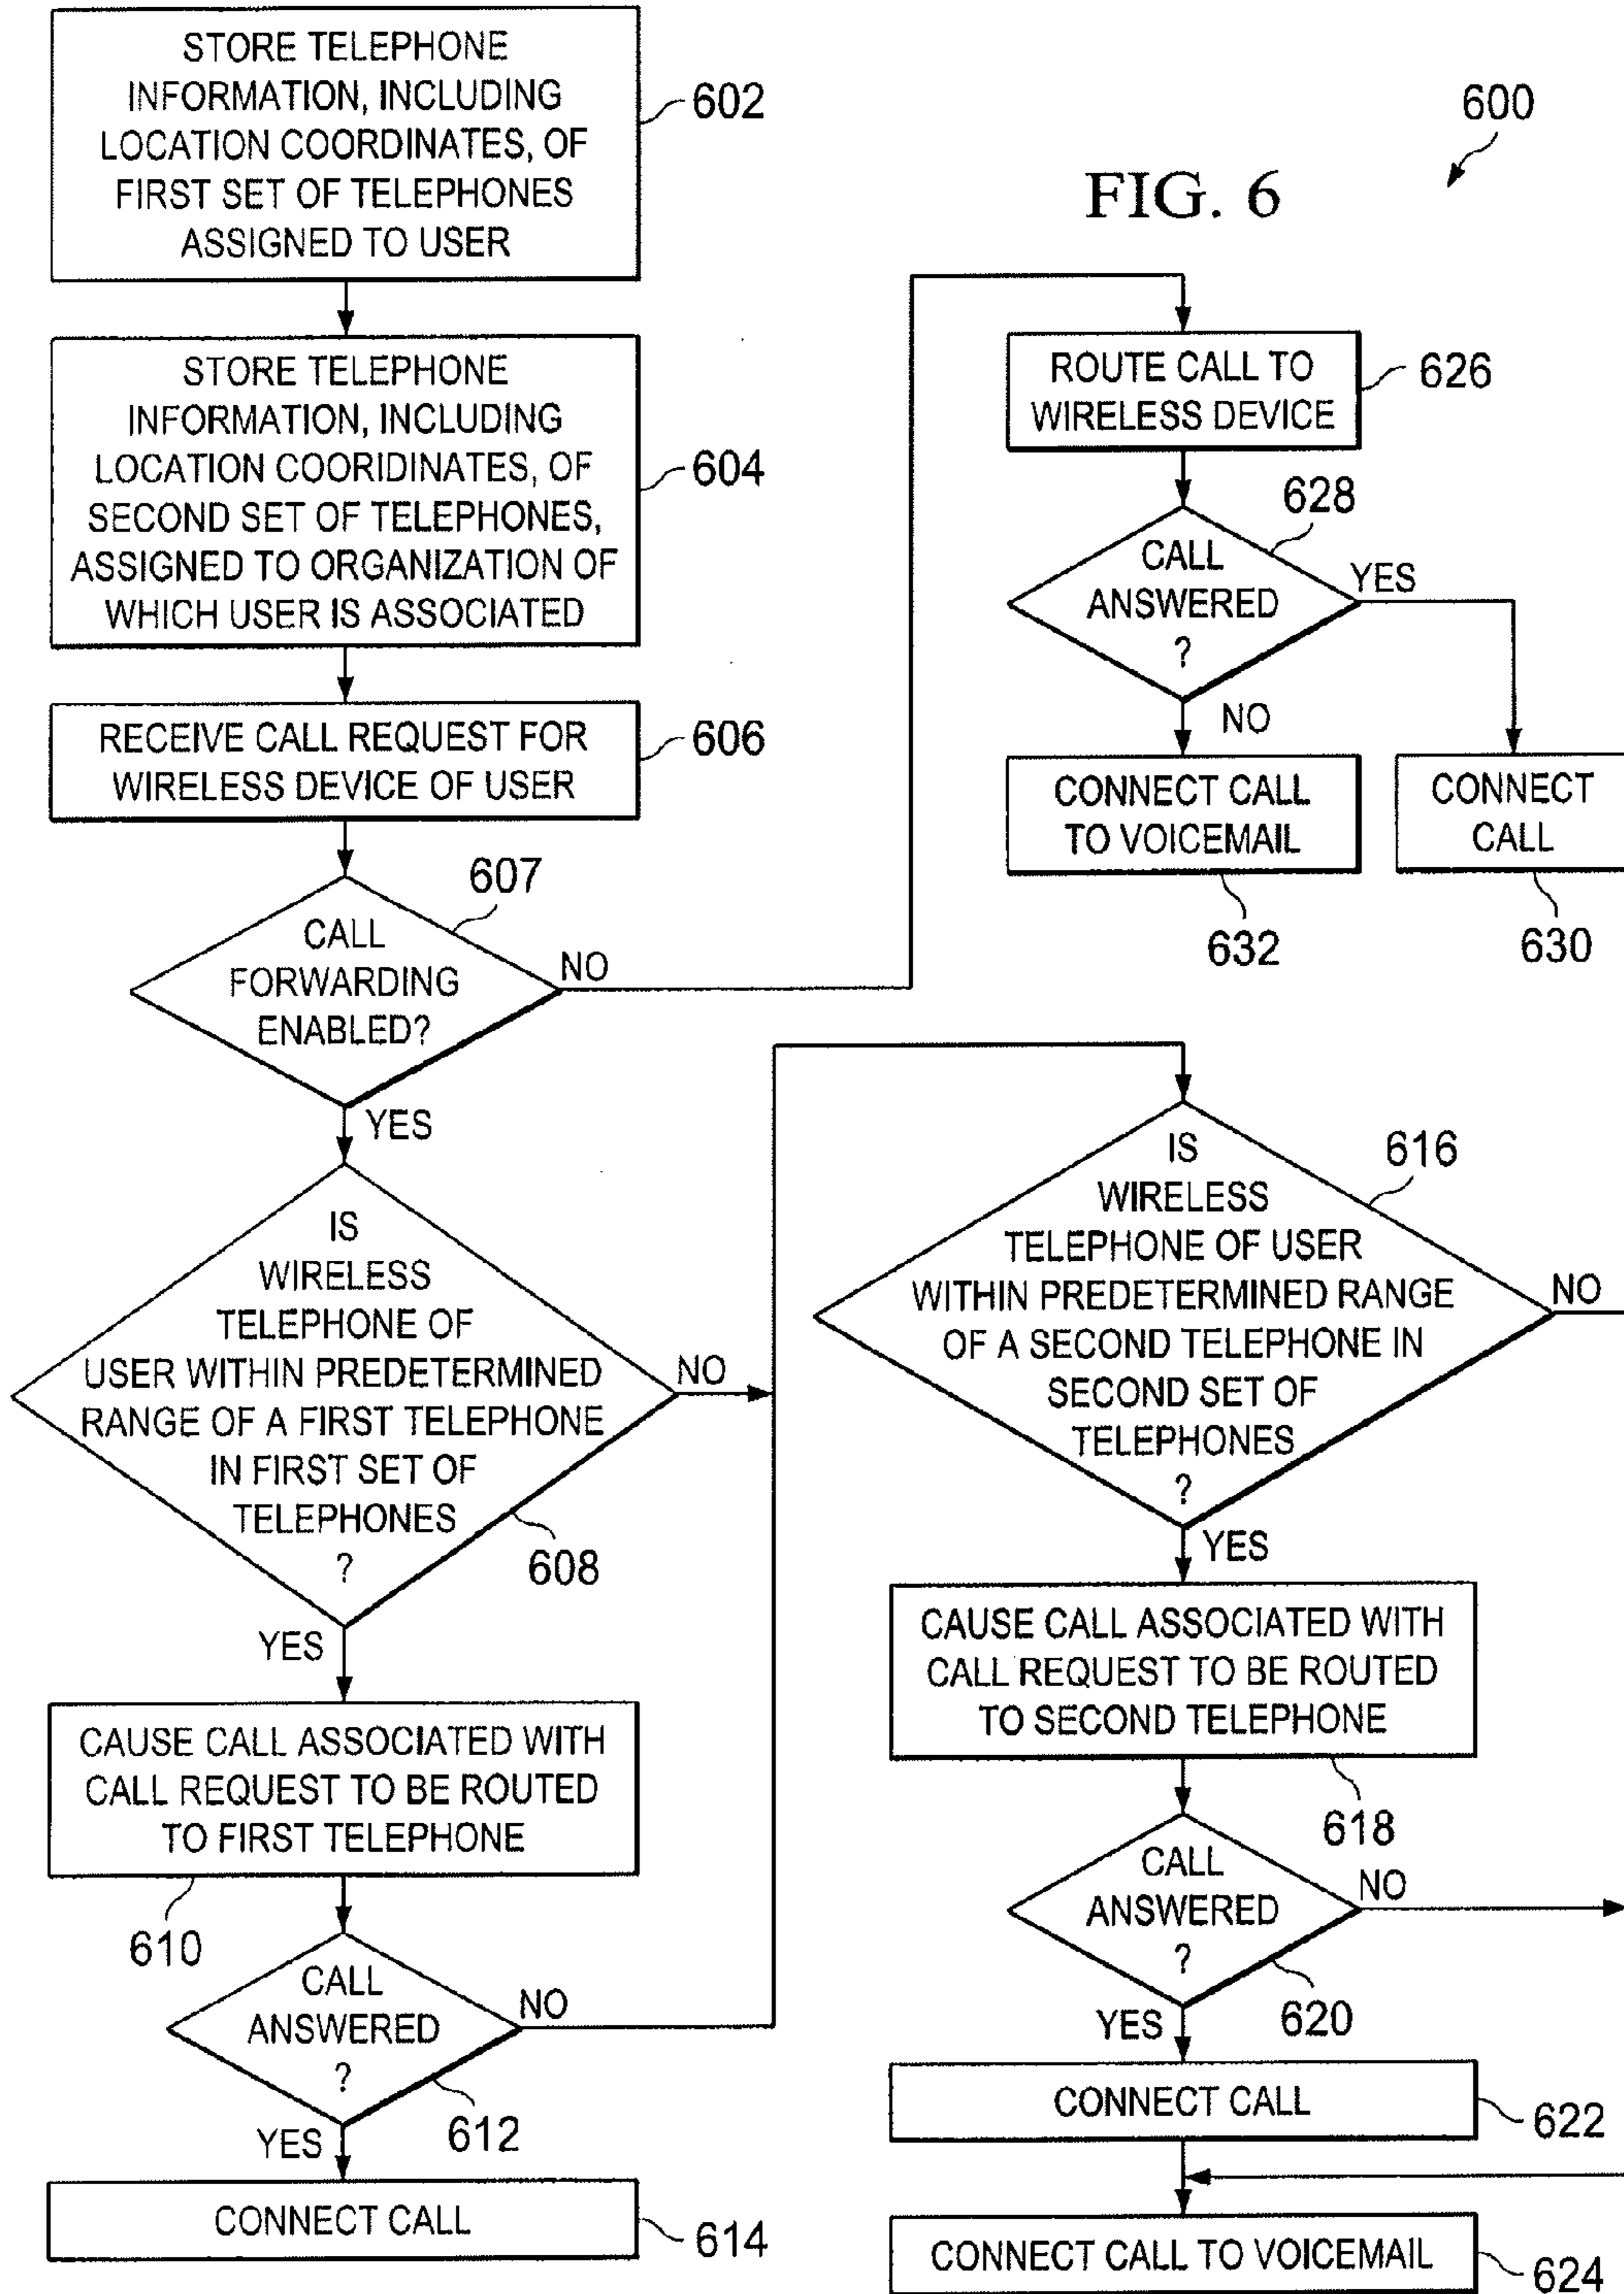 STORE TELEPHONE
INFORMATION, INCLUDING
LOCATION COORDINATES, OF
FIRST SET OF TELEPHONES
ASSIGNED TO USER
602
STORE TELEPHONE
INFORMATION, INCLUDING
LOCATION COORIDINATES, OF
SECOND SET OF TELEPHONES,
ASSIGNED TO ORGANIZATION OF
WHICH USER IS ASSOCIATED
604
RECEIVE CALL REQUEST FOR
WIRELESS DEVICE OF USER
606
607
CALL
FORWARDING
ENABLED?
NO
YES
IS
WIRELESS
TELEPHONE OF
USER WITHIN PREDETERMINED
RANGE OF A FIRST TELEPHONE
IN FIRST SET OF
TELEPHONES
?
NO
608
YES
CAUSE CALL ASSOCIATED WITH
CALL REQUEST TO BE ROUTED
TO FIRST TELEPHONE
610
CALL
ANSWERED
?
NO
612
YES
CONNECT CALL
614
600
FIG. 6
ROUTE CALL TO
WIRELESS DEVICE
626
628
CALL
ANSWERED
?
YES
NO
CONNECT CALL
TO VOICEMAIL
632
CONNECT
CALL
630
616
IS
WIRELESS
TELEPHONE OF USER
WITHIN PREDETERMINED RANGE
OF A SECOND TELEPHONE IN
SECOND SET OF
TELEPHONES
?
NO
YES
CAUSE CALL ASSOCIATED WITH
CALL REQUEST TO BE ROUTED
TO SECOND TELEPHONE
618
CALL
ANSWERED
?
NO
620
YES
CONNECT CALL
622
CONNECT CALL TO VOICEMAIL
624